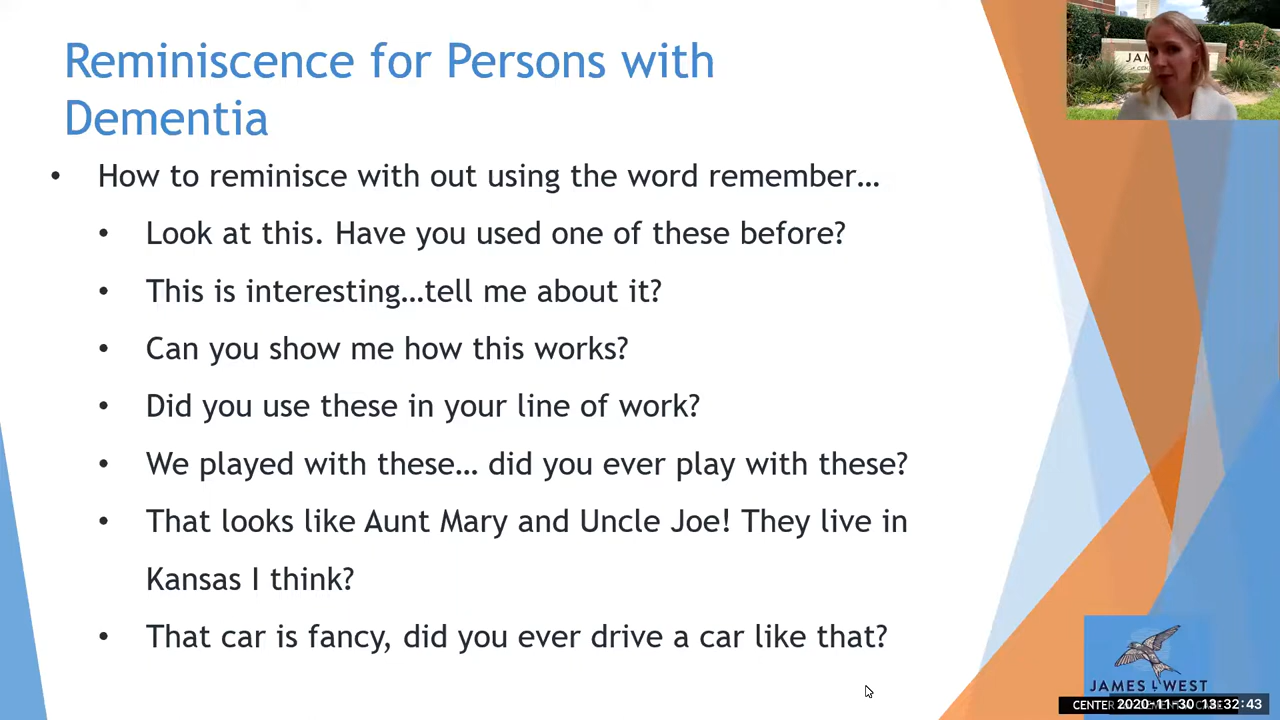 Reminiscence for Persons with
Dementia
• How to reminisce with out using the word remember…
• Look at this. Have you used one of these before?
• This is interesting…tell me about it?
• Can you show me how this works?
• Did you use these in your line of work?
• We played with these… did you ever play with these?
• That looks like Aunt Mary and Uncle Joe! They live in
Kansas I think?
• That car is fancy, did you ever drive a car like that?
JAM
JAMES L WEST
CENTER
2020-11-30 13:32:43